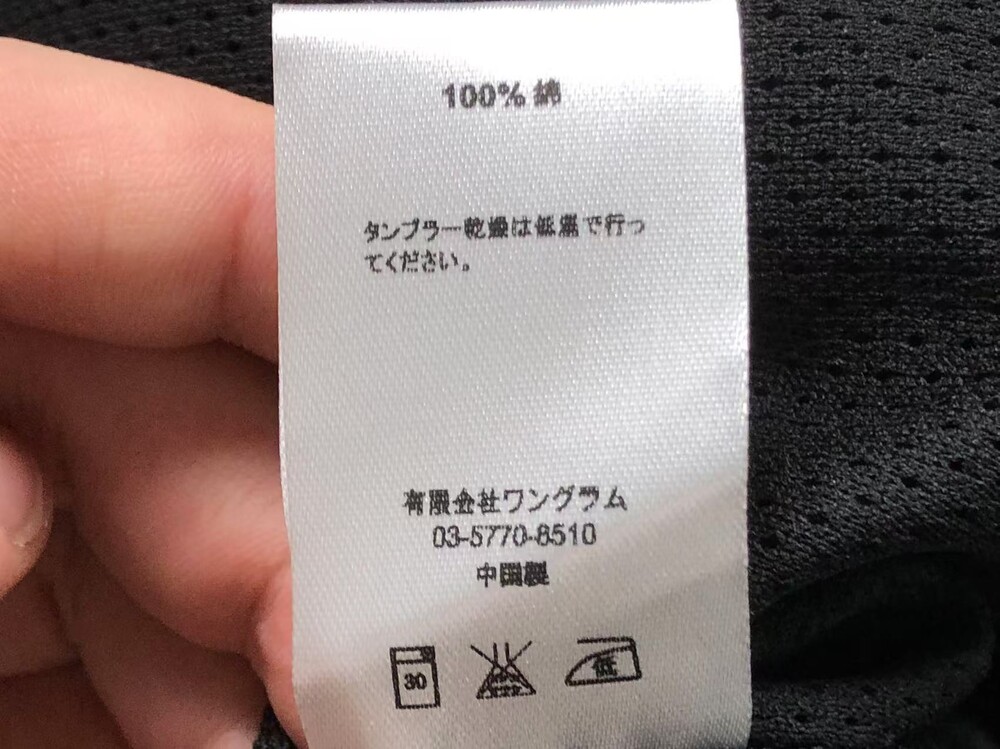 100% 綿
タンブラー乾燥は低温で行っ
てください。
有限会社ワングラム
03-5770-8510
中国製
30
低